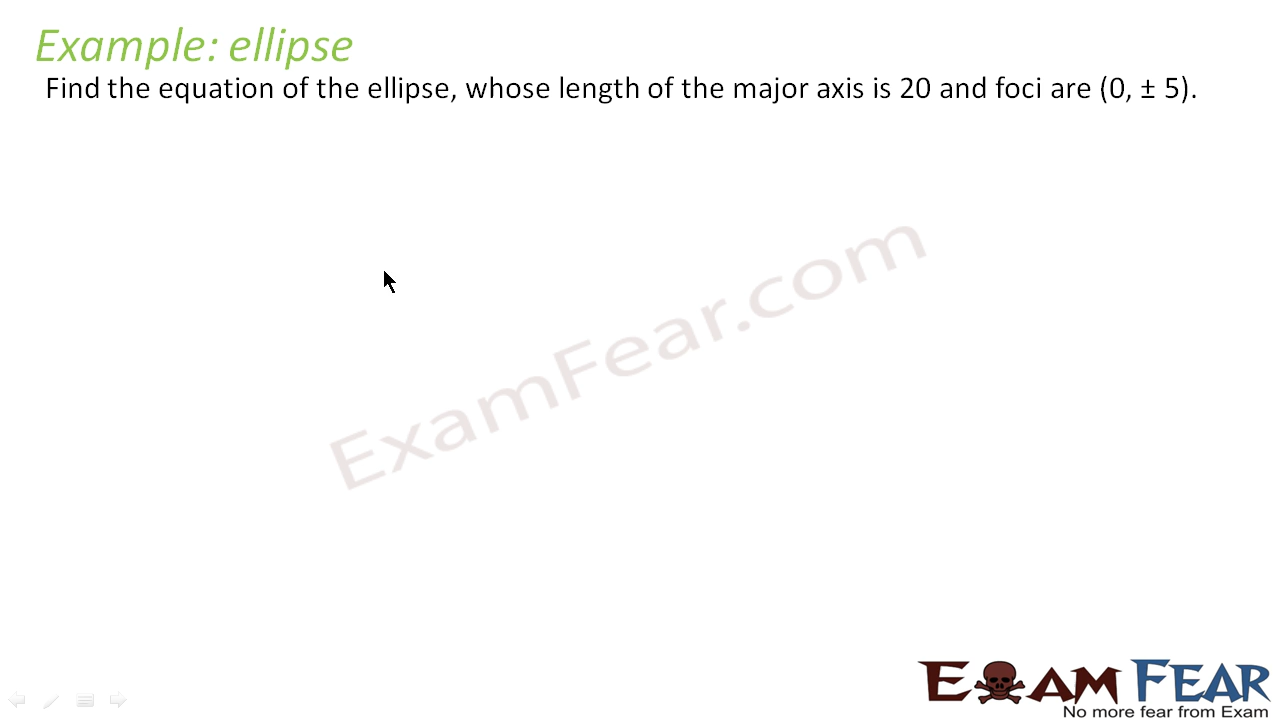 Example: ellipse
Find the equation of the ellipse, whose length of the major axis is 20 and foci are (0, ± 5).
ExamFear.com
EXAM FEAR
No more fear from Exam